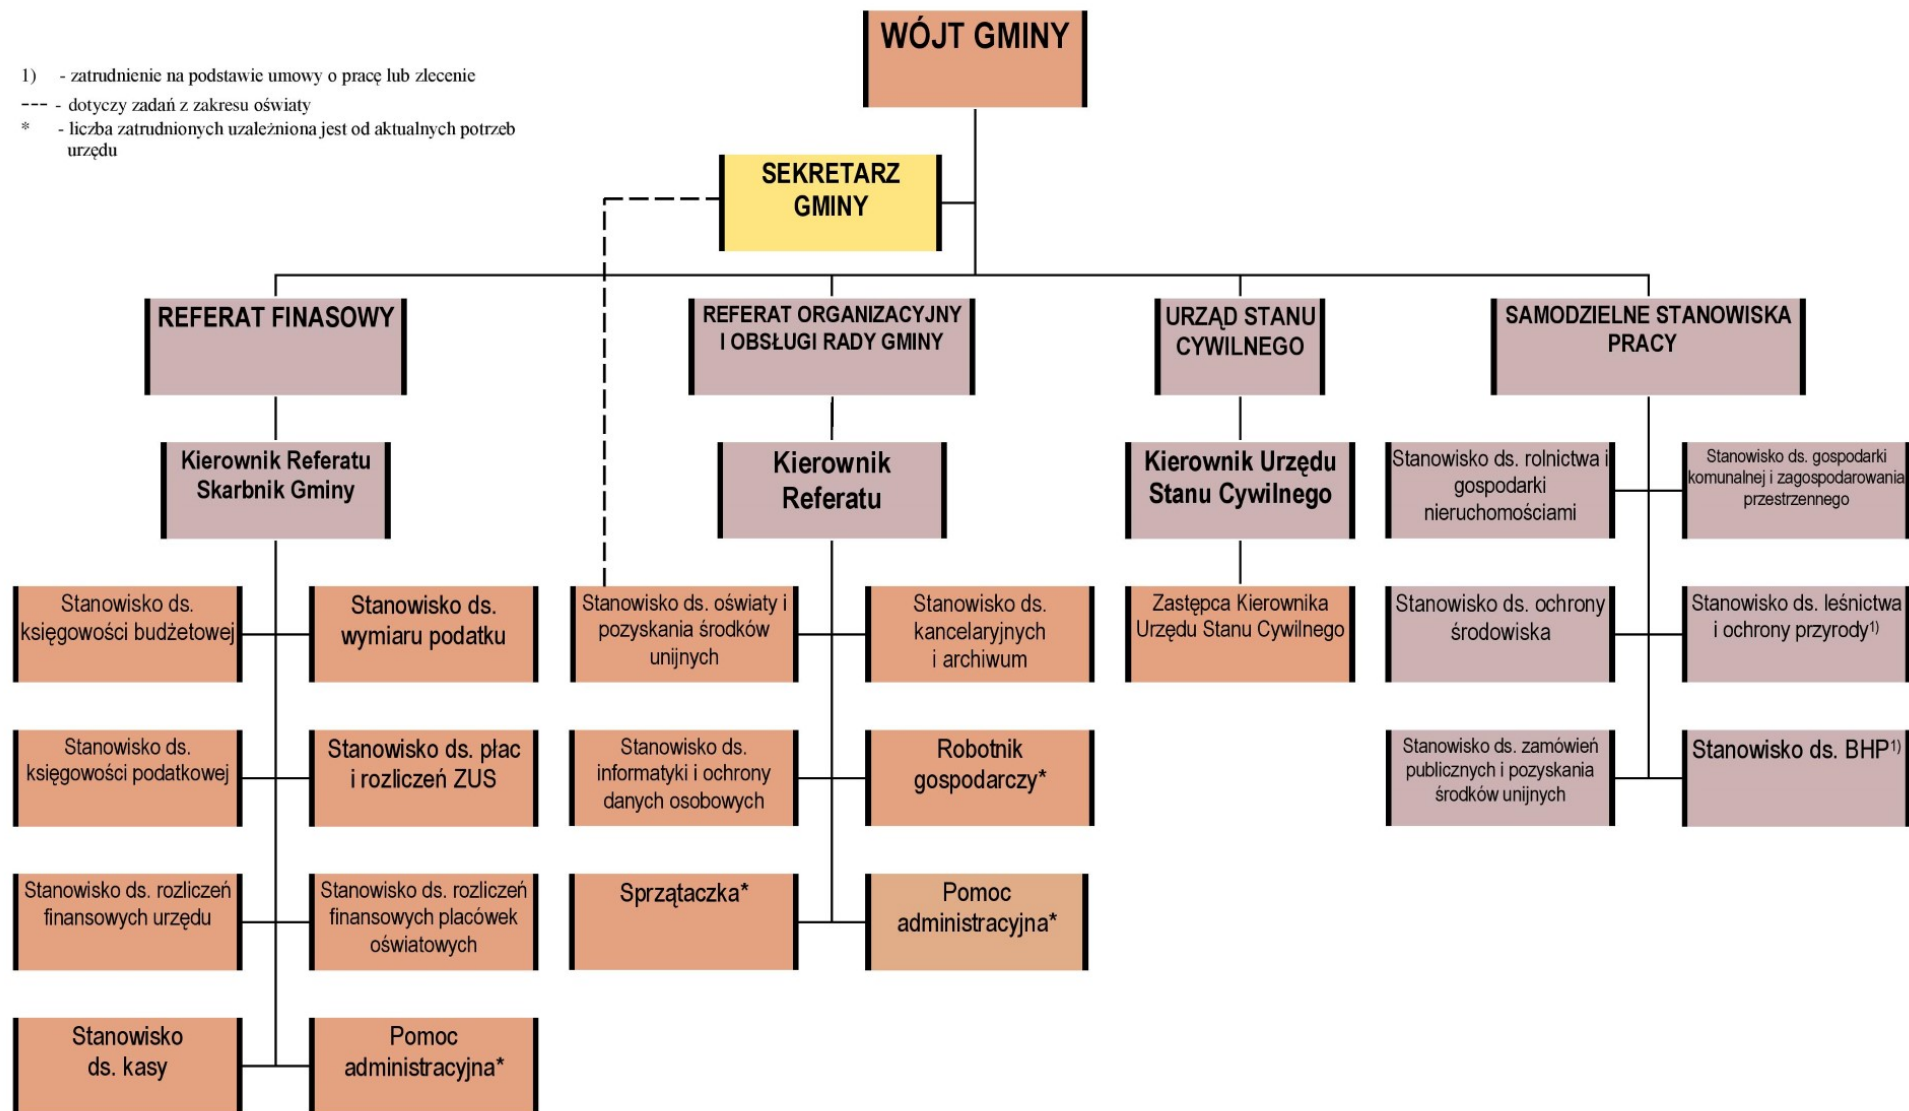 WÓJT GMINY
1) - zatrudnienie na podstawie umowy o pracę lub zlecenie
--- - dotyczy zadań z zakresu oświaty
* - liczba zatrudnionych uzależniona jest od aktualnych potrzeb
urzędu
SEKRETARZ
GMINY
REFERAT FINASOWY
REFERAT ORGANIZACYJNY
I OBSŁUGI RADY GMINY
URZĄD STANU
CYWILNEGO
SAMODZIELNE STANOWISKA
PRACY
Kierownik Referatu
Skarbnik Gminy
Kierownik
Referatu
Kierownik Urzędu
Stanu Cywilnego
Stanowisko ds. rolnictwa i
gospodarki
nieruchomościami
Stanowisko ds. gospodarki
komunalnej i zagospodarowania
przestrzennego
Stanowisko ds.
księgowości budżetowej
Stanowisko ds.
wymiaru podatku
Stanowisko ds. oświaty i
pozyskania środków
unijnych
Stanowisko ds.
kancelaryjnych
i archiwum
Zastępca Kierownika
Urzędu Stanu Cywilnego
Stanowisko ds. ochrony
środowiska
Stanowisko ds. leśnictwa
i ochrony przyrody1)
Stanowisko ds.
księgowości podatkowej
Stanowisko ds. płac
i rozliczeń ZUS
Stanowisko ds.
informatyki i ochrony
danych osobowych
Robotnik
gospodarczy*
Stanowisko ds. zamówień
publicznych i pozyskania
środków unijnych
Stanowisko ds. BHP1)
Stanowisko ds. rozliczeń
finansowych urzędu
Stanowisko ds. rozliczeń
finansowych placówek
oświatowych
Sprzątaczka*
Pomoc
administracyjna*
Stanowisko
ds. kasy
Pomoc
administracyjna*